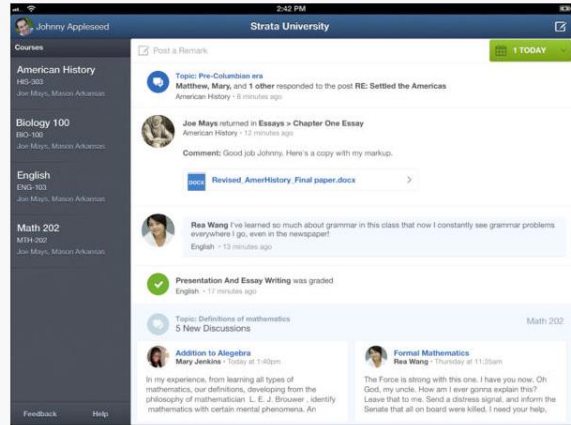 2:42 PM
Johnny Appleseed
Strata University
Courses
American History
HIS-303
Joe Mays, Mason Arkansas
Biology 100
BIO-100
Joe Mays, Mason Arkansas
English
ENG-103
Joe Mays, Mason Arkansas
Math 202
MTH-202
Joe Mays, Mason Arkansas
Feedback
Help
Post a Remark
1 TODAY
Topic: Pre-Columbian era
Matthew, Mary, and 1 other responded to the post RE: Settled the Americas
American History • 8 minutes ago
Joe Mays returned in Essays > Chapter One Essay
American History • 12 minutes ago
Comment: Good job Johnny. Here's a copy with my markup.
DOCX
Revised_AmerHistory_Final paper.docx
Rea Wang I've learned so much about grammar in this class that now I constantly see grammar problems
everywhere I go, even in the newspaper!
English • 13 minutes ago
Presentation And Essay Writing was graded
English • 17 minutes ago
Topic: Definitions of mathematics
5 New Discussions
Math 202
Addition to Alegebra
Mary Jenkins • Today at 1:49pm
In my experience, from learning all types of
mathematics, our definitions, developing from the
philosophy of mathematician L. E. J. Brouwer , identify
mathematics with certain mental phenomena. An
Formal Mathematics
Rea Wang • Thursday at 11:35am
The Force is strong with this one. I have you now. Oh
God, my uncle. How am I ever gonna explain this?
Leave that to me. Send a distress signal, and inform the
Senate that all on board were killed. I need your help,